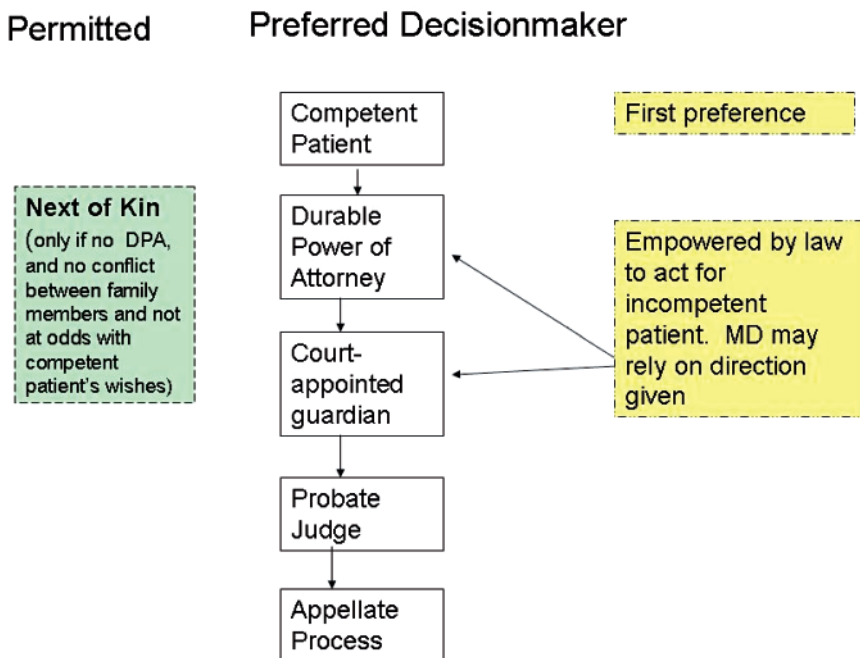 Permitted
Preferred Decisionmaker
Competent
Patient
First preference
Next of Kin
(only if no DPA,
and no conflict
between family
members and not
at odds with
competent
patient's wishes)
Durable
Power of
Attorney
Empowered by law
to act for
incompetent
patient. MD may
rely on direction
given
Court-
appointed
guardian
Probate
Judge
Appellate
Process